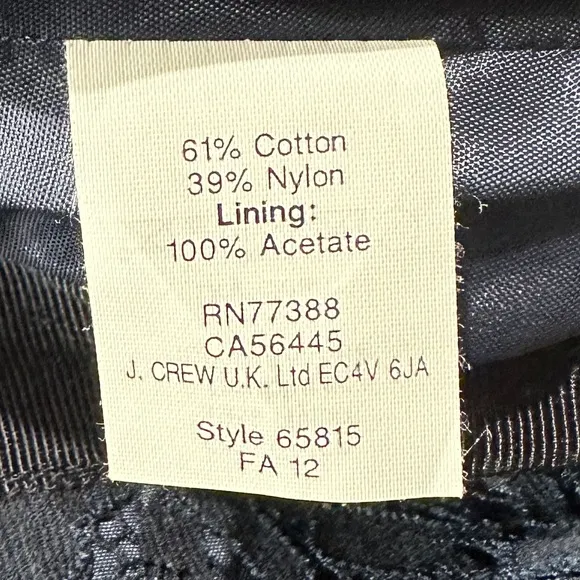 61% Cotton
39% Nylon
Lining:
100% Acetate
RN77388
CA56445
J. CREW U.K. Ltd EC4V 6JA
Style 65815
FA 12